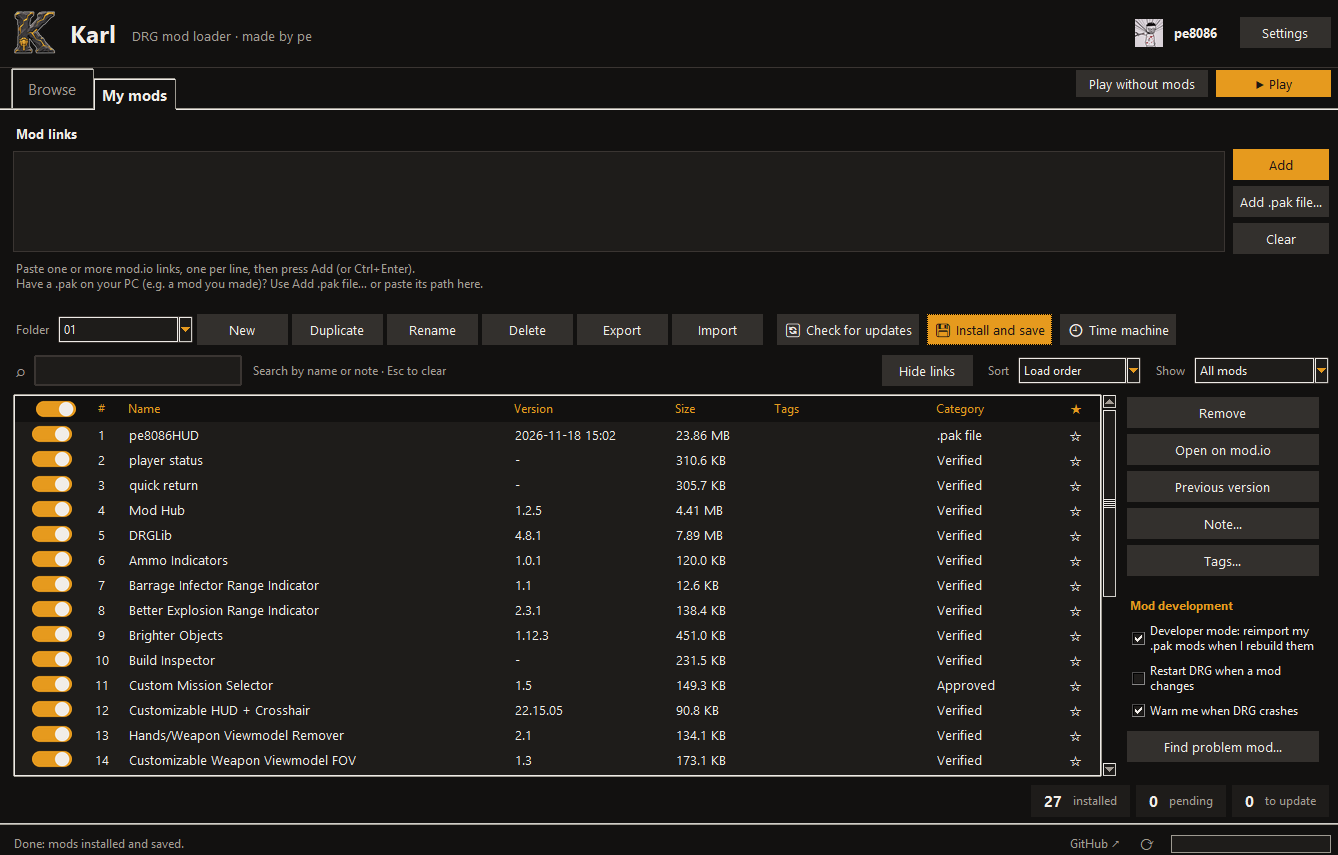 K Karl DRG mod loader · made by pe pe8086 Settings
Browse My mods Play without mods ► Play
Mod links
Add
Add .pak file...
Clear
Paste one or more mod.io links, one per line, then press Add (or Ctrl+Enter).
Have a .pak on your PC (e.g. a mod you made)? Use Add .pak file... or paste its path here.
Folder 01 New Duplicate Rename Delete Export Import Check for updates Install and save Time machine
Search by name or note · Esc to clear Hide links Sort Load order Show All mods
# Name Version Size Tags Category ★
1 pe8086HUD 2026-11-18 15:02 23.86 MB .pak file ☆
2 player status - 310.6 KB Verified ☆
3 quick return - 305.7 KB Verified ☆
4 Mod Hub 1.2.5 4.41 MB Verified ☆
5 DRGLib 4.8.1 7.89 MB Verified ☆
6 Ammo Indicators 1.0.1 120.0 KB Verified ☆
7 Barrage Infector Range Indicator 1.1 12.6 KB Verified ☆
8 Better Explosion Range Indicator 2.3.1 138.4 KB Verified ☆
9 Brighter Objects 1.12.3 451.0 KB Verified ☆
10 Build Inspector - 231.5 KB Verified ☆
11 Custom Mission Selector 1.5 149.3 KB Approved ☆
12 Customizable HUD + Crosshair 22.15.05 90.8 KB Verified ☆
13 Hands/Weapon Viewmodel Remover 2.1 134.1 KB Verified ☆
14 Customizable Weapon Viewmodel FOV 1.3 173.1 KB Verified ☆
Remove
Open on mod.io
Previous version
Note...
Tags...
Mod development
Developer mode: reimport my
.pak mods when I rebuild them
Restart DRG when a mod
changes
Warn me when DRG crashes
Find problem mod...
27 installed 0 pending 0 to update
Done: mods installed and saved. GitHub ↗